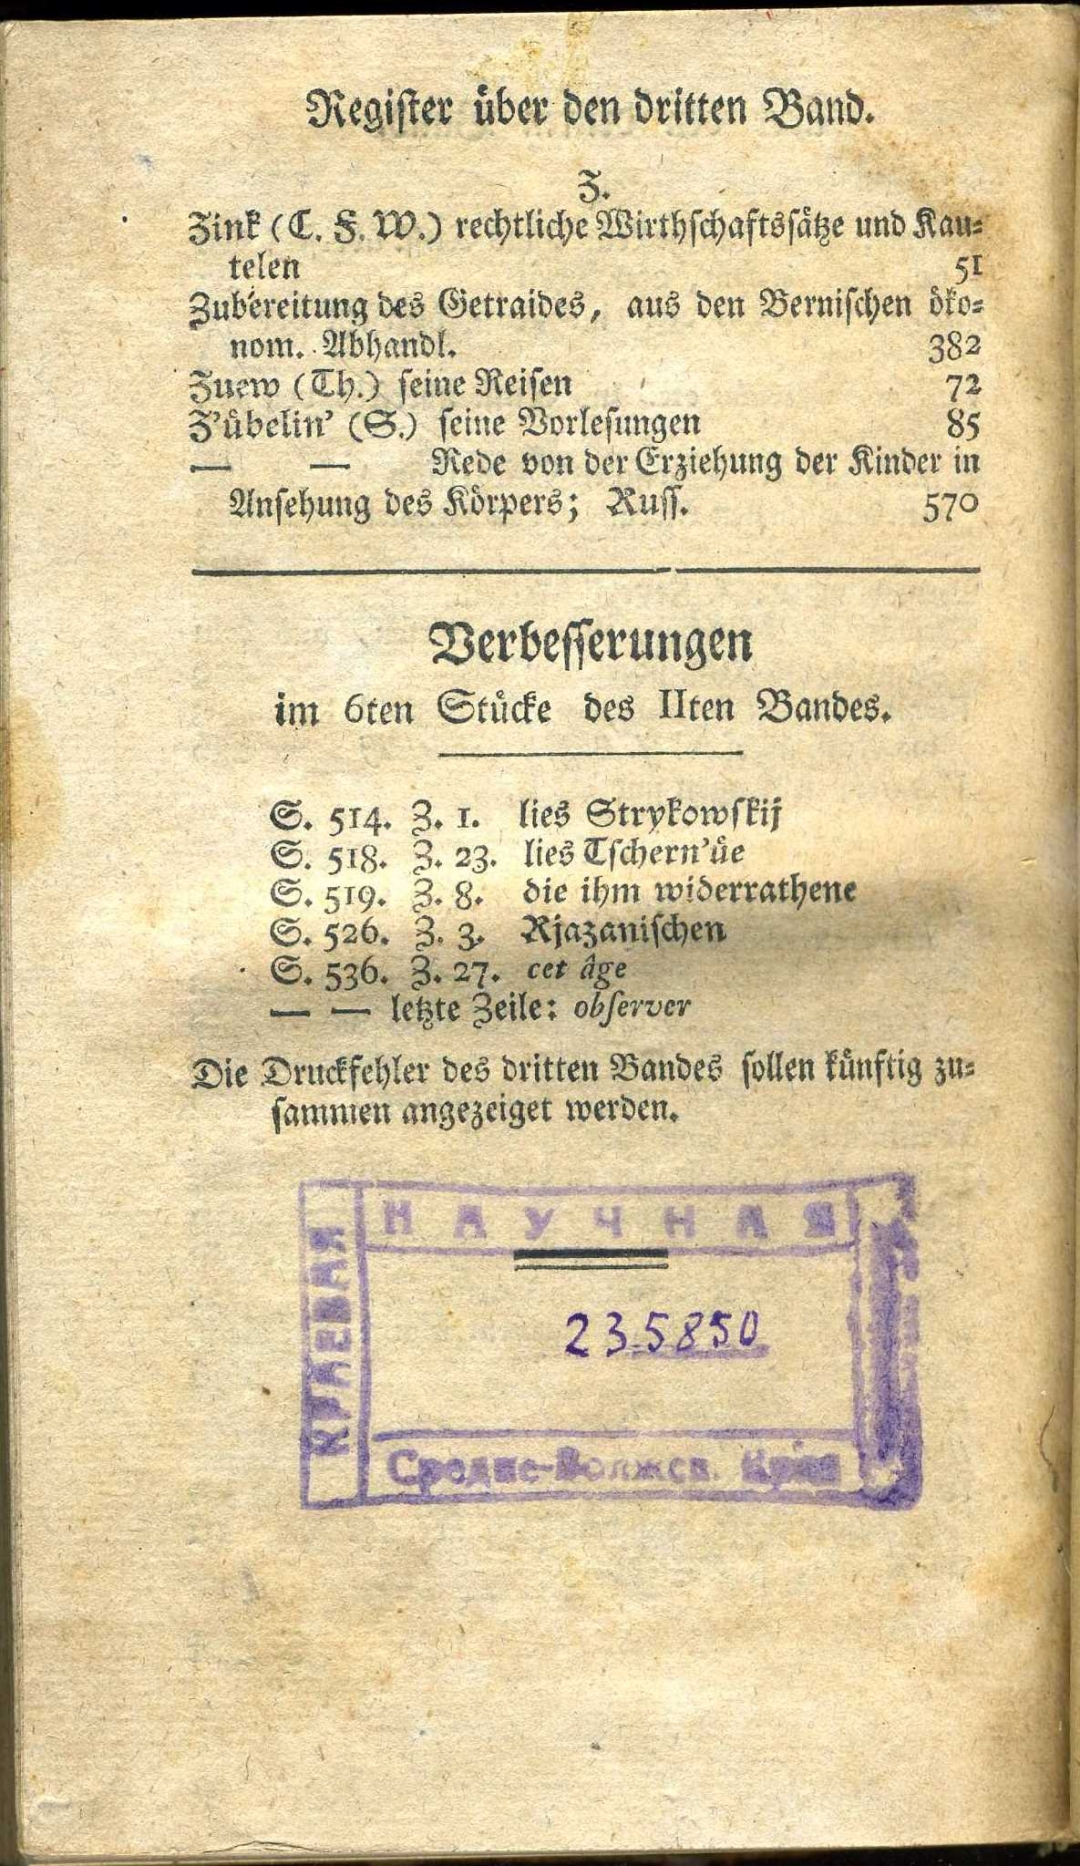 Register über den dritten Band.
Z.
Zink (C. F. W.) rechtliche Wirthschaftssätze und Kau-
telen 51
Zubereitung des Getraides, aus den Bernischen öko-
nom. Abhandl. 382
Zuew (Th.) seine Reisen 72
Z'übelin' (S.) seine Vorlesungen 85
— — Rede von der Erziehung der Kinder in
Ansehung des Körpers; Russ. 570
Verbesserungen
im 6ten Stücke des IIten Bandes.
S. 514. Z. 1. lies Strykowskij
S. 518. Z. 23. lies Tschern'üe
S. 519. Z. 8. die ihm widerrathene
S. 526. Z. 3. Rjazanischen
S. 536. Z. 27. cet âge
— — letzte Zeile: observer
Die Druckfehler des dritten Bandes sollen künftig zu-
sammen angezeiget werden.
НАУЧНАЯ
КРАЕВАЯ
235850
Средне-Волжск. Края